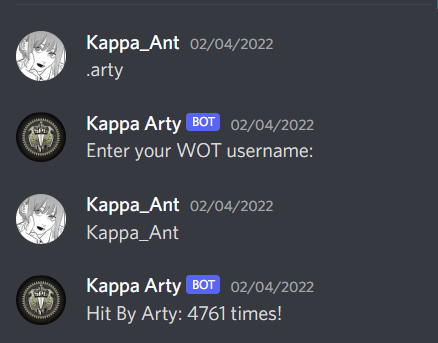 Kappa_Ant 02/04/2022
.arty
Kappa Arty BOT 02/04/2022
Enter your WOT username:
Kappa_Ant 02/04/2022
Kappa_Ant
Kappa Arty BOT 02/04/2022
Hit By Arty: 4761 times!